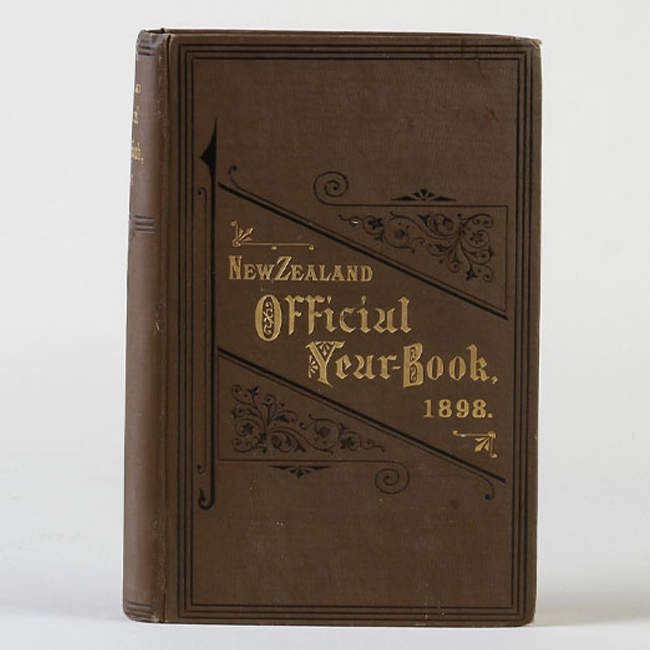 New Zealand
Official
Year-Book,
1898.